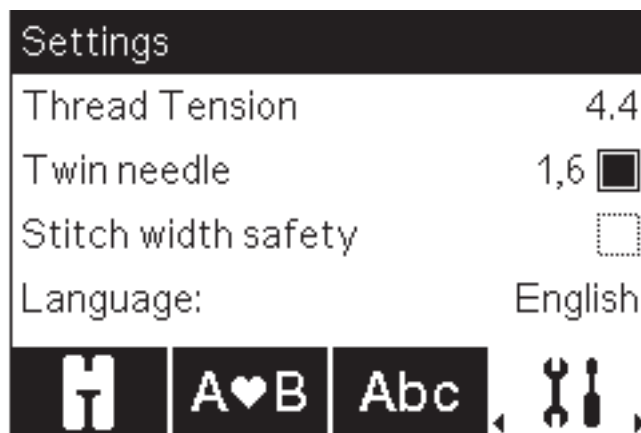 Settings
Thread Tension 4.4
Twin needle 1,6
Stitch width safety
Language: English
A♥B Abc